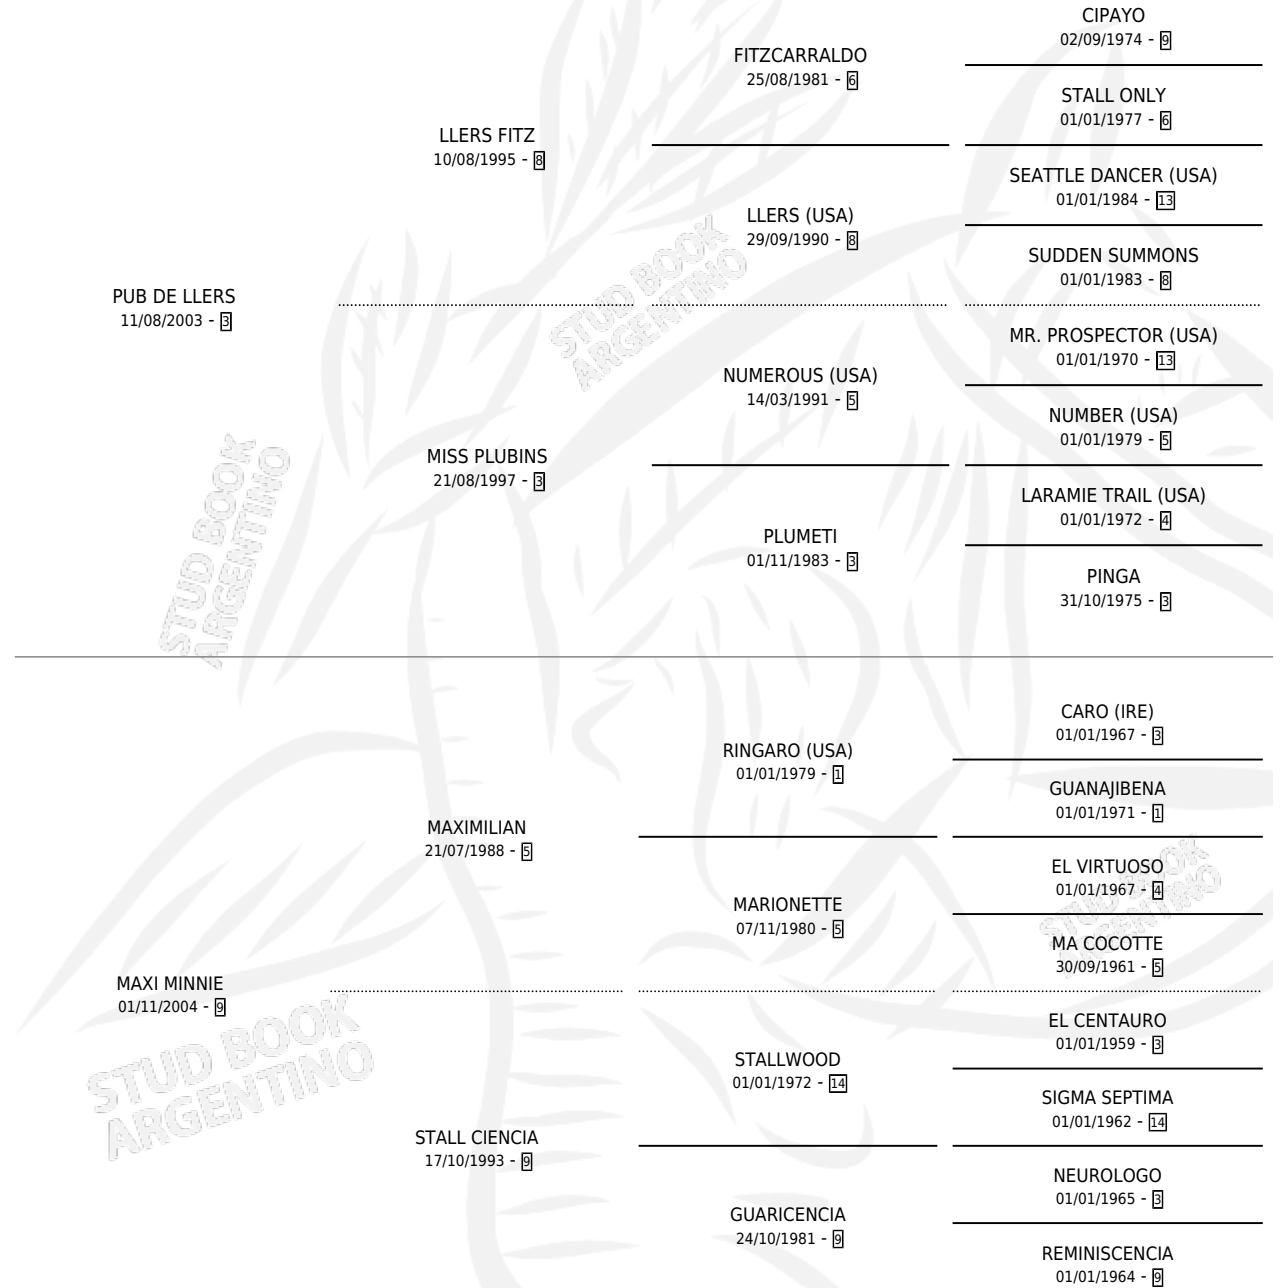 CIPAYO
02/09/1974 - 9
FITZCARRALDO
25/08/1981 - 6
STALL ONLY
01/01/1977 - 6
LLERS FITZ
10/08/1995 - 8
SEATTLE DANCER (USA)
01/01/1984 - 13
LLERS (USA)
29/09/1990 - 8
SUDDEN SUMMONS
01/01/1983 - 8
PUB DE LLERS
11/08/2003 - 3
MR. PROSPECTOR (USA)
01/01/1970 - 13
NUMEROUS (USA)
14/03/1991 - 5
NUMBER (USA)
01/01/1979 - 5
MISS PLUBINS
21/08/1997 - 3
LARAMIE TRAIL (USA)
01/01/1972 - 4
PLUMETI
01/11/1983 - 3
PINGA
31/10/1975 - 3
CARO (IRE)
01/01/1967 - 3
RINGARO (USA)
01/01/1979 - 1
GUANAJIBENA
01/01/1971 - 1
MAXIMILIAN
21/07/1988 - 5
EL VIRTUOSO
01/01/1967 - 4
MARIONETTE
07/11/1980 - 5
MA COCOTTE
30/09/1961 - 5
MAXI MINNIE
01/11/2004 - 9
EL CENTAURO
01/01/1959 - 3
STALLWOOD
01/01/1972 - 14
SIGMA SEPTIMA
01/01/1962 - 14
STALL CIENCIA
17/10/1993 - 9
NEUROLOGO
01/01/1965 - 3
GUARICENCIA
24/10/1981 - 9
REMINISCENCIA
01/01/1964 - 9
STUD BOOK
ARGENTINO
STUD BOOK
ARGENTINO
STUD BOOK
ARGENTINO
STUD BOOK
ARGENTINO